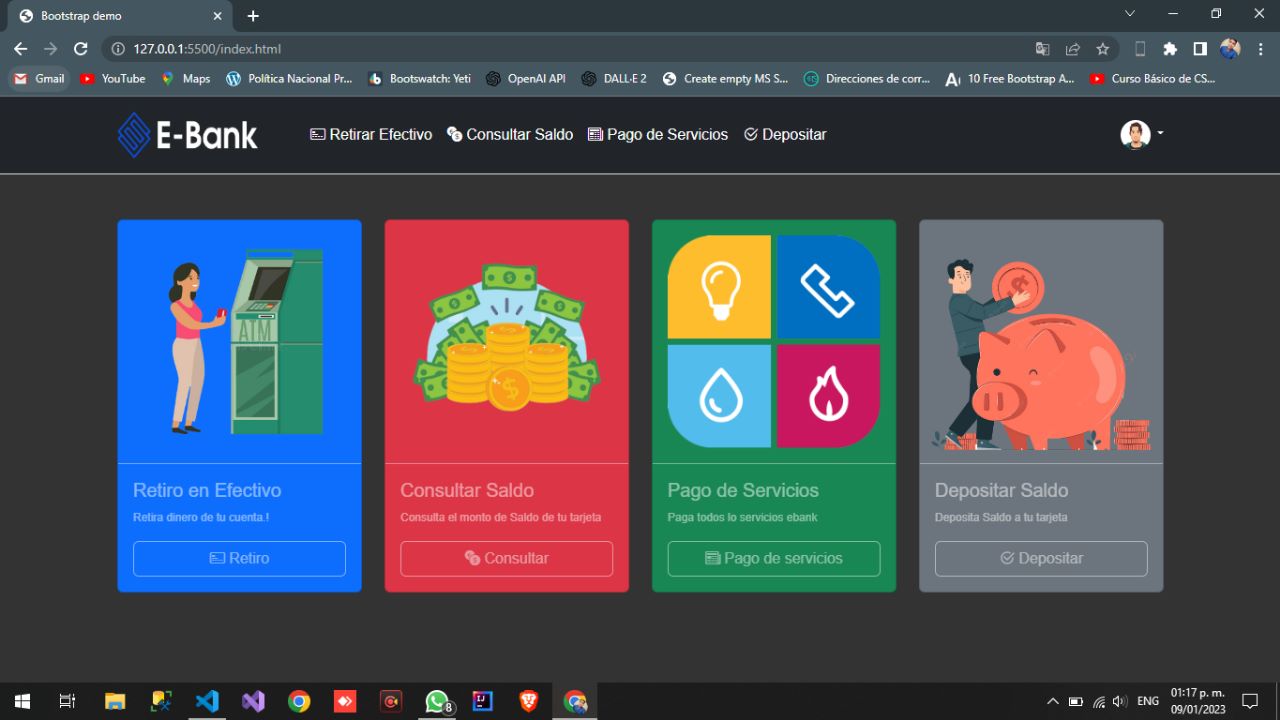 Bootstrap demo
127.0.0.1:5500/index.html
Gmail YouTube Maps Política Nacional Pr... Bootswatch: Yeti OpenAI API DALL·E 2 Create empty MS S... Direcciones de corr... 10 Free Bootstrap A... Curso Básico de CS...
E-Bank Retirar Efectivo Consultar Saldo Pago de Servicios Depositar
ATM
Retiro en Efectivo
Retira dinero de tu cuenta.!
Retiro
Consultar Saldo
Consulta el monto de Saldo de tu tarjeta
Consultar
Pago de Servicios
Paga todos lo servicios ebank
Pago de servicios
Depositar Saldo
Deposita Saldo a tu tarjeta
Depositar
8
ENG
01:17 p. m.
09/01/2023